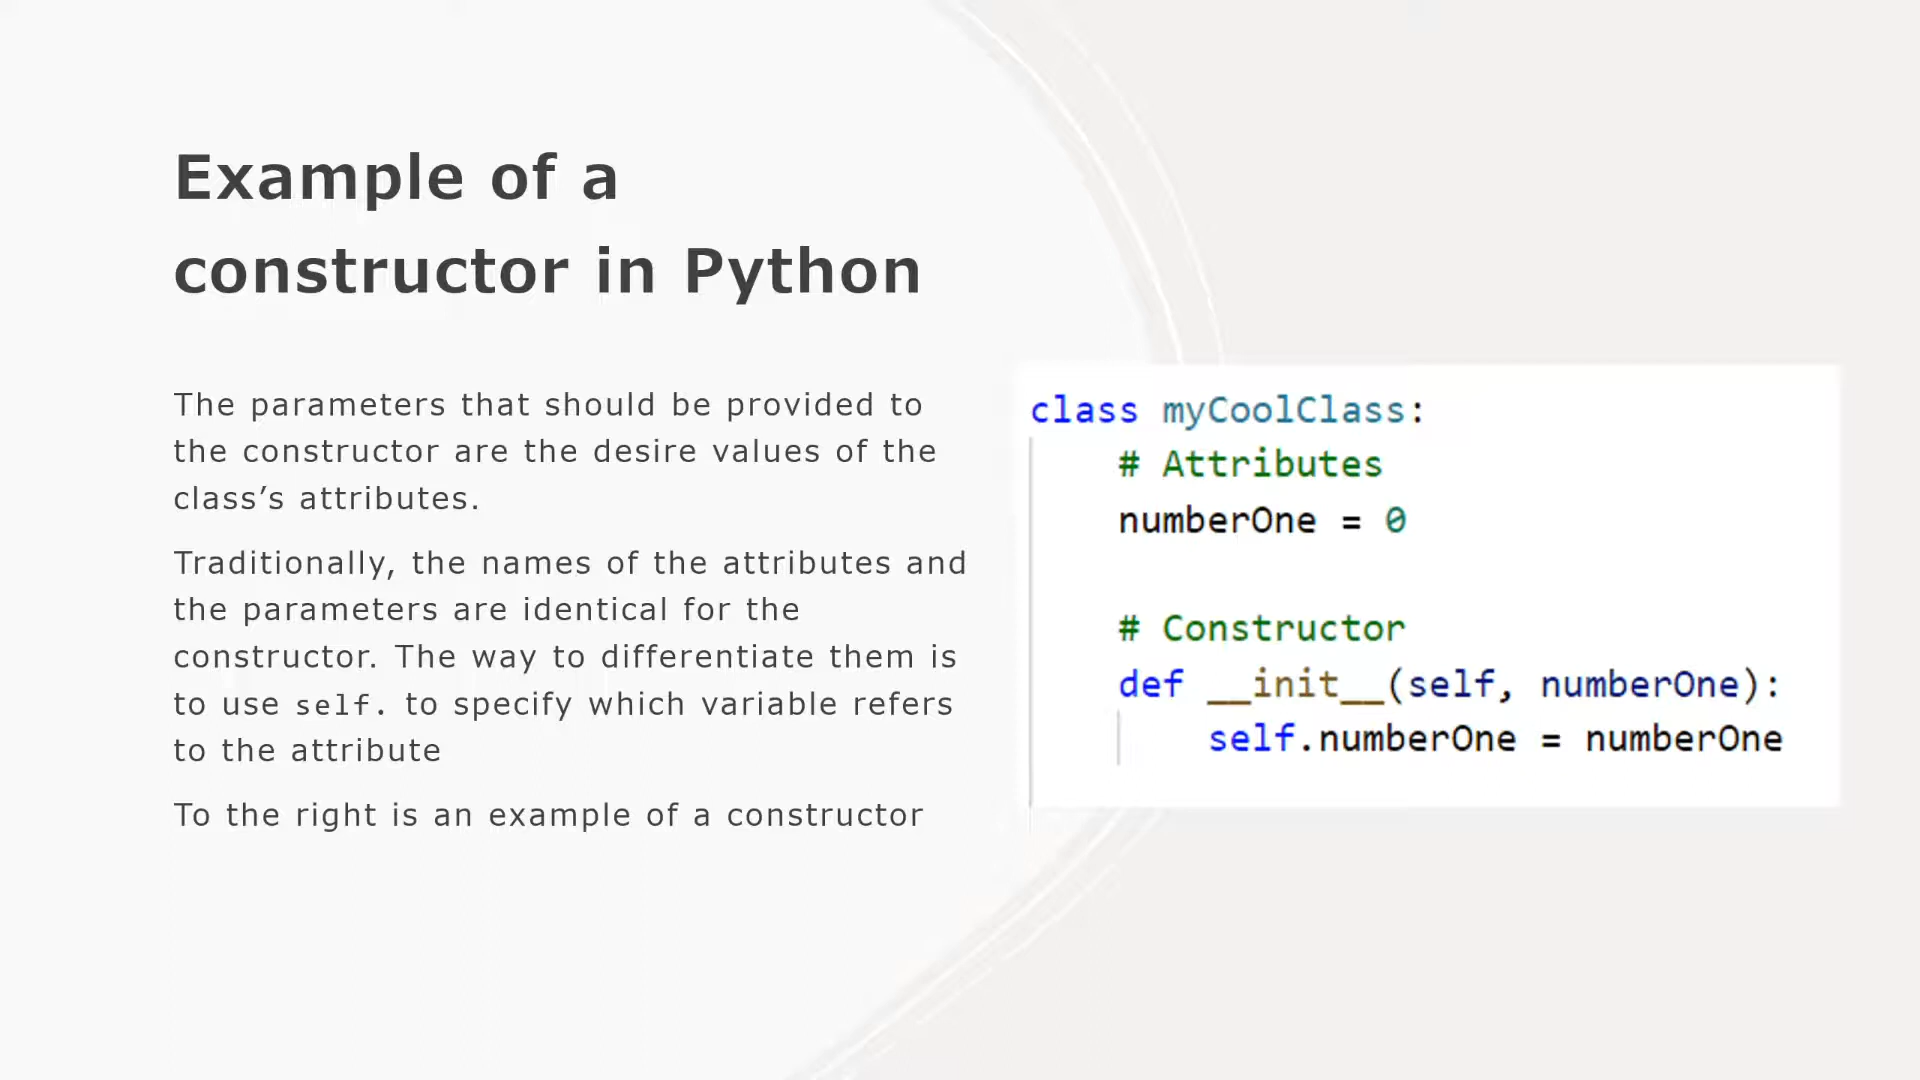 Example of a
constructor in Python
The parameters that should be provided to
the constructor are the desire values of the
class’s attributes.
Traditionally, the names of the attributes and
the parameters are identical for the
constructor. The way to differentiate them is
to use self. to specify which variable refers
to the attribute
To the right is an example of a constructor
class myCoolClass:
# Attributes
numberOne = 0
# Constructor
def __init__(self, numberOne):
self.numberOne = numberOne